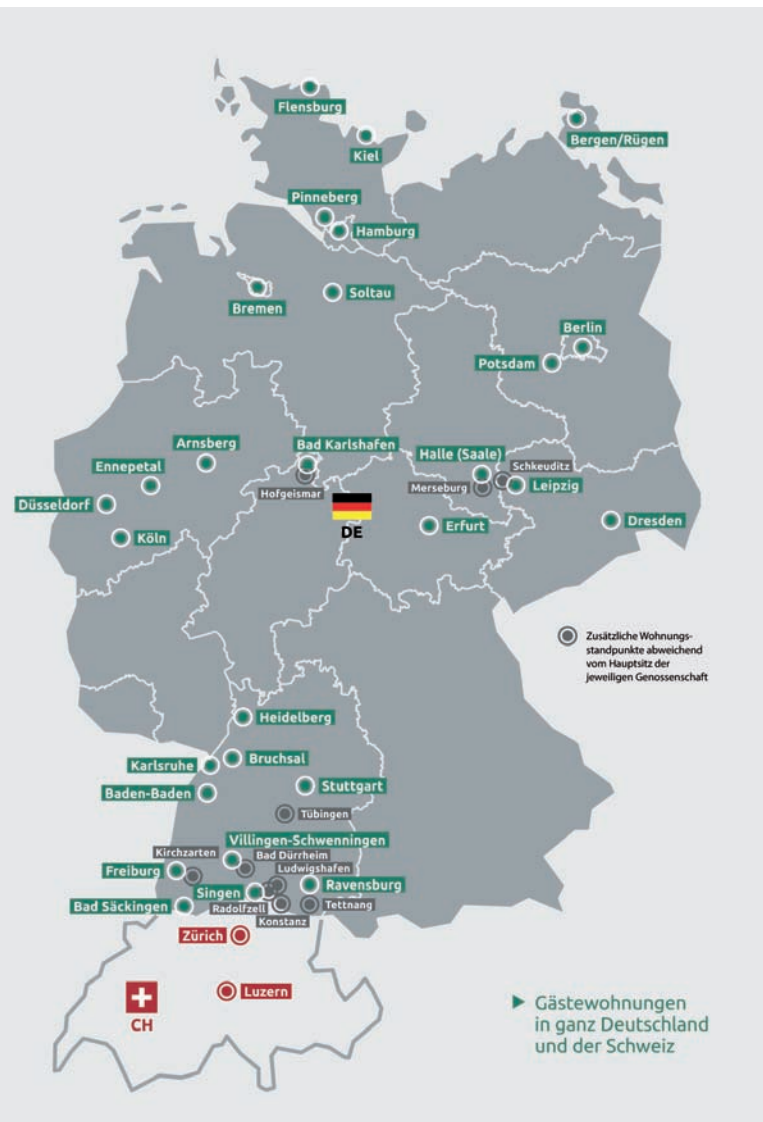 Flensburg
Bergen/Rügen
Kiel
Pinneberg
Hamburg
Bremen
Soltau
Berlin
Potsdam
Arnsberg
Bad Karlshafen
Halle (Saale)
Schkeuditz
Ennepetal
Hofgeismar
Merseburg
Leipzig
Düsseldorf
DE
Köln
Erfurt
Dresden
Zusätzliche Wohnungs-
standpunkte abweichend
vom Hauptsitz der
jeweiligen Genossenschaft
Heidelberg
Karlsruhe
Bruchsal
Baden-Baden
Stuttgart
Tübingen
Villingen-Schwenningen
Kirchzarten
Bad Dürrheim
Freiburg
Ludwigshafen
Singen
Ravensburg
Bad Säckingen
Radolfzell
Tettnang
Konstanz
Zürich
Luzern
CH
Gästewohnungen
in ganz Deutschland
und der Schweiz